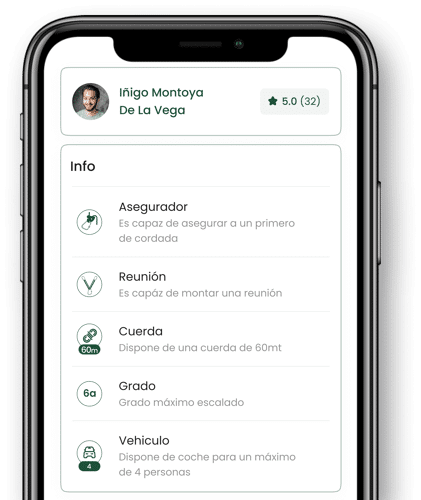 Iñigo Montoya
De La Vega
5.0 (32)
Info
Asegurador
Es capaz de asegurar a un primero
de cordada
Reunión
Es capáz de montar una reunión
Cuerda
60m
Dispone de una cuerda de 60mt
6a
Grado
Grado máximo escalado
Vehiculo
4
Dispone de coche para un máximo
de 4 personas